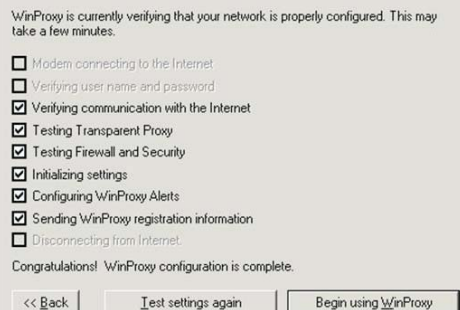 WinProxy is currently verifying that your network is properly configured. This may
take a few minutes.
Modem connecting to the Internet
Verifying user name and password
Verifying communication with the Internet
Testing Transparent Proxy
Testing Firewall and Security
Initializing settings
Configuring WinProxy Alerts
Sending WinProxy registration information
Disconnecting from Internet.
Congratulations! WinProxy configuration is complete.
<< Back Test settings again Begin using WinProxy